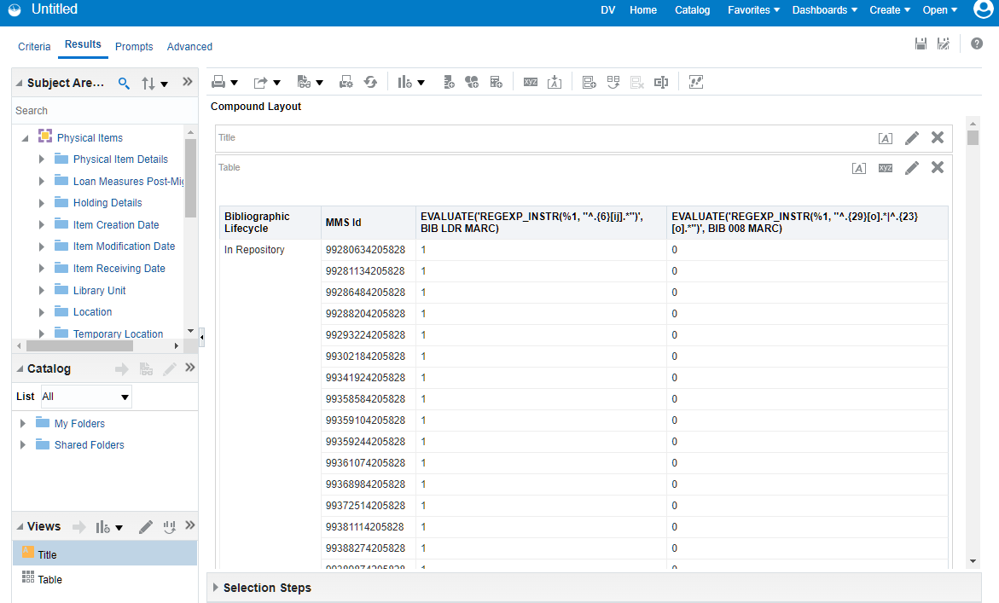 Untitled
DV Home Catalog Favorites Dashboards Create Open
Criteria Results Prompts Advanced
Subject Are...
Search
Physical Items
Physical Item Details
Loan Measures Post-Mig
Holding Details
Item Creation Date
Item Modification Date
Item Receiving Date
Library Unit
Location
Temporary Location
Catalog
List All
My Folders
Shared Folders
Views
Title
Table
Compound Layout
Title
Table
Bibliographic
Lifecycle
MMS Id
EVALUATE('REGEXP_INSTR(%1, "^.{6}[ij].*")',
BIB LDR MARC)
EVALUATE('REGEXP_INSTR(%1, "^.{29}[o].*|^.{23}
[o].*")', BIB 008 MARC)
In Repository 99280634205828 1 0
99281134205828 1 0
99286484205828 1 0
99288204205828 1 0
99293224205828 1 0
99302184205828 1 0
99341924205828 1 0
99358584205828 1 0
99359104205828 1 0
99359244205828 1 0
99361074205828 1 0
99368984205828 1 0
99372514205828 1 0
99381114205828 1 0
99388274205828 1 0
Selection Steps